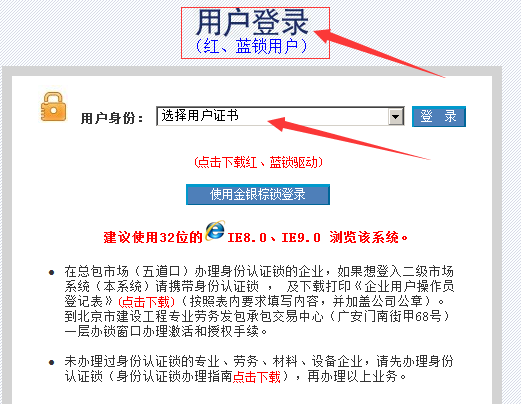 用户登录
（红、蓝锁用户）
用户身份： 选择用户证书 登 录
(点击下载红、蓝锁驱动)
使用金银棕锁登录
建议使用32位的IE8.0、IE9.0 浏览该系统。
• 在总包市场（五道口）办理身份认证锁的企业，如果想登入二级市场
系统（本系统）请携带身份认证锁 ， 及下载打印《企业用户操作员
登记表》(点击下载)（按照表内要求填写内容，并加盖公司公章）。
到北京市建设工程专业劳务发包承包交易中心（广安门南街甲68号）
一层办锁窗口办理激活和授权手续。
• 未办理过身份认证锁的专业、劳务、材料、设备企业，请先办理身份
认证锁（身份认证锁办理指南点击下载），再办理以上业务。